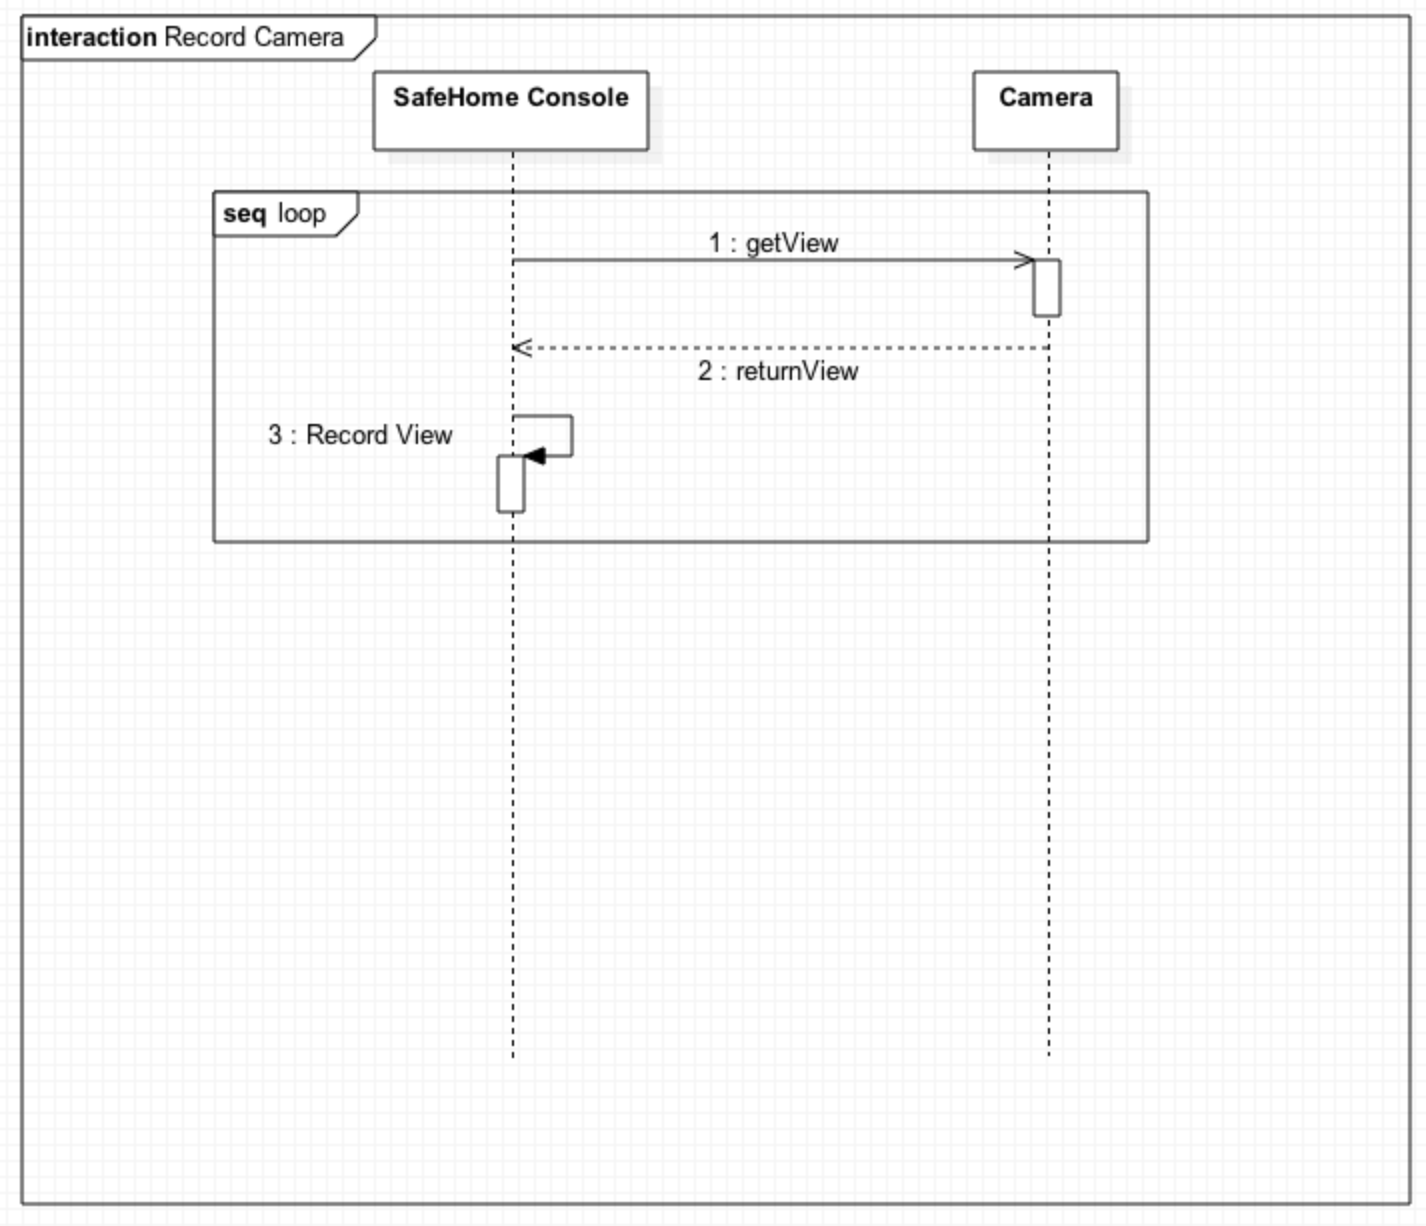 interaction Record Camera
SafeHome Console
Camera
seq loop
1 : getView
2 : returnView
3 : Record View